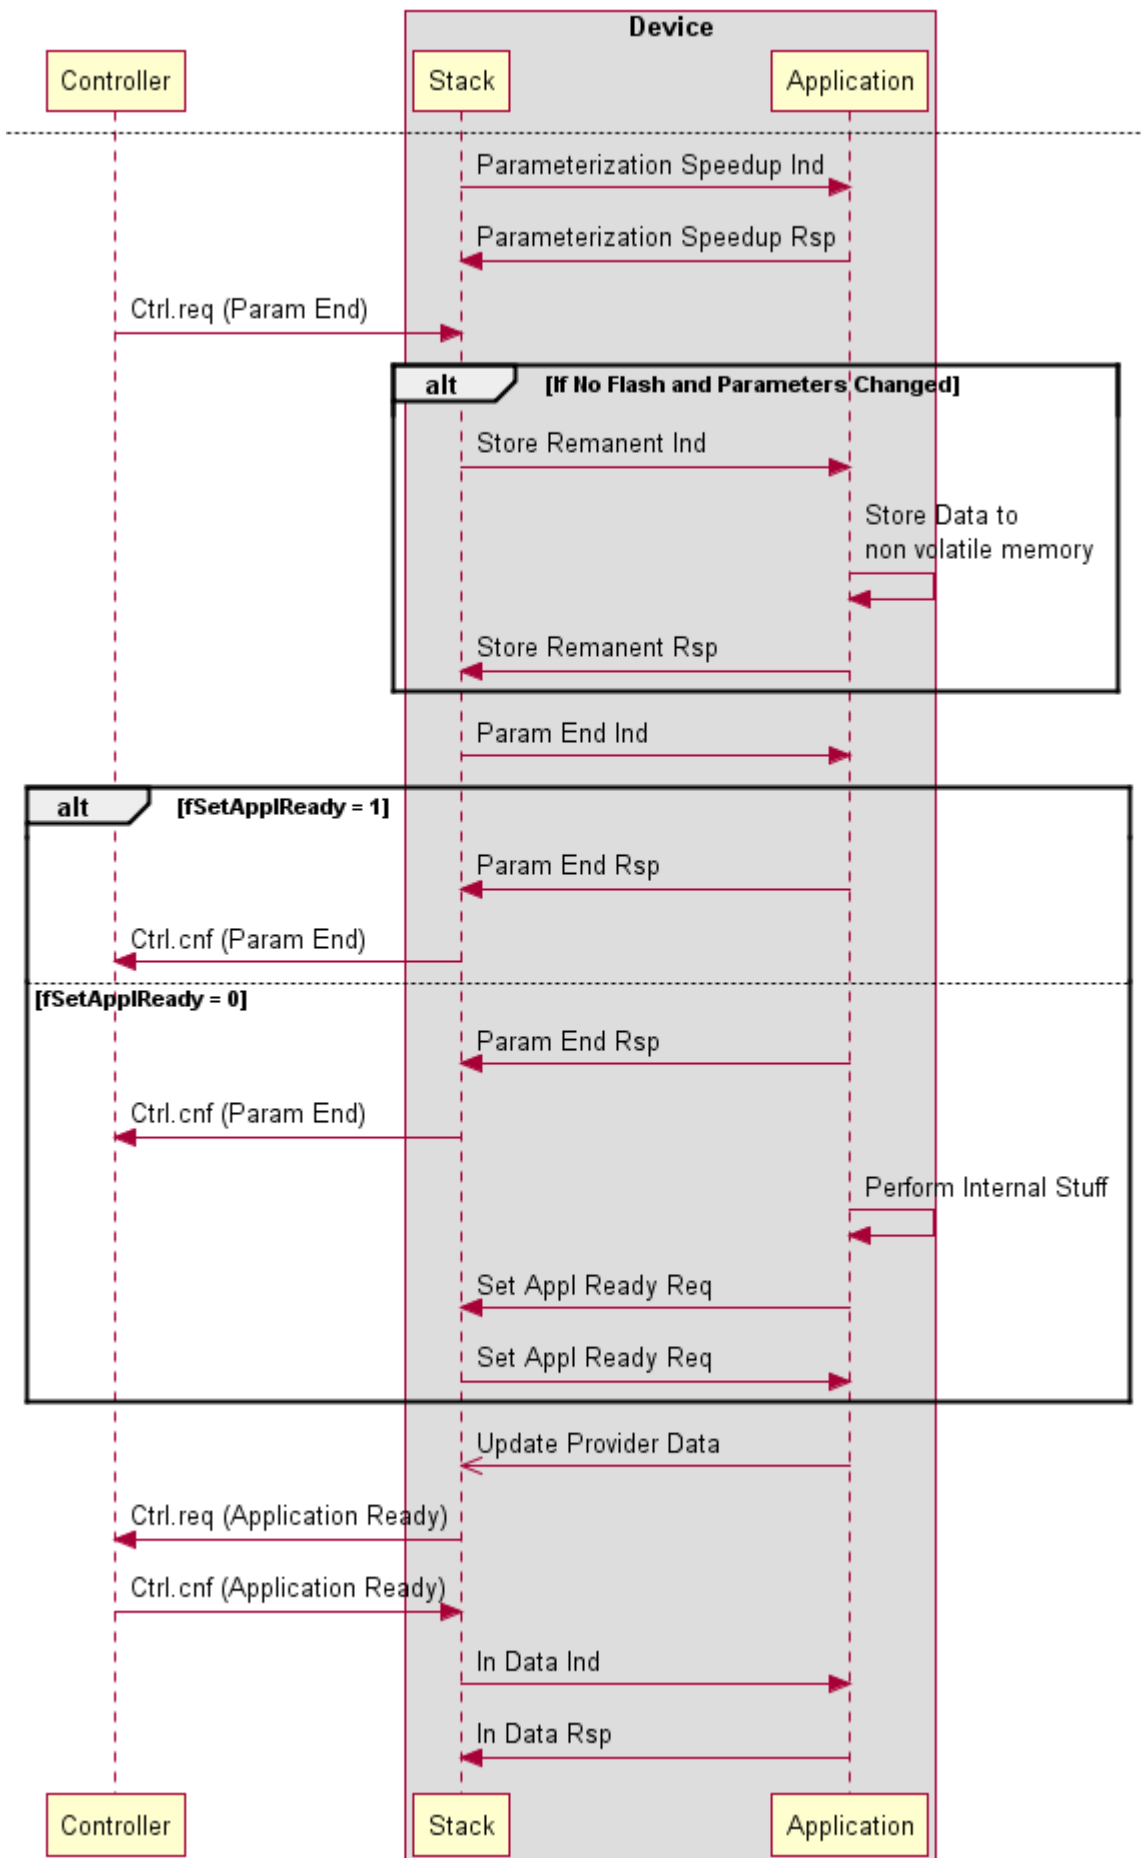 Device
Controller
Stack
Application
Parameterization Speedup Ind
Parameterization Speedup Rsp
Ctrl.req (Param End)
alt
[If No Flash and Parameters Changed]
Store Remanent Ind
Store Data to
non volatile memory
Store Remanent Rsp
Param End Ind
alt
[fSetApplReady = 1]
Param End Rsp
Ctrl.cnf (Param End)
[fSetApplReady = 0]
Param End Rsp
Ctrl.cnf (Param End)
Perform Internal Stuff
Set Appl Ready Req
Set Appl Ready Req
Update Provider Data
Ctrl.req (Application Ready)
Ctrl.cnf (Application Ready)
In Data Ind
In Data Rsp
Controller
Stack
Application